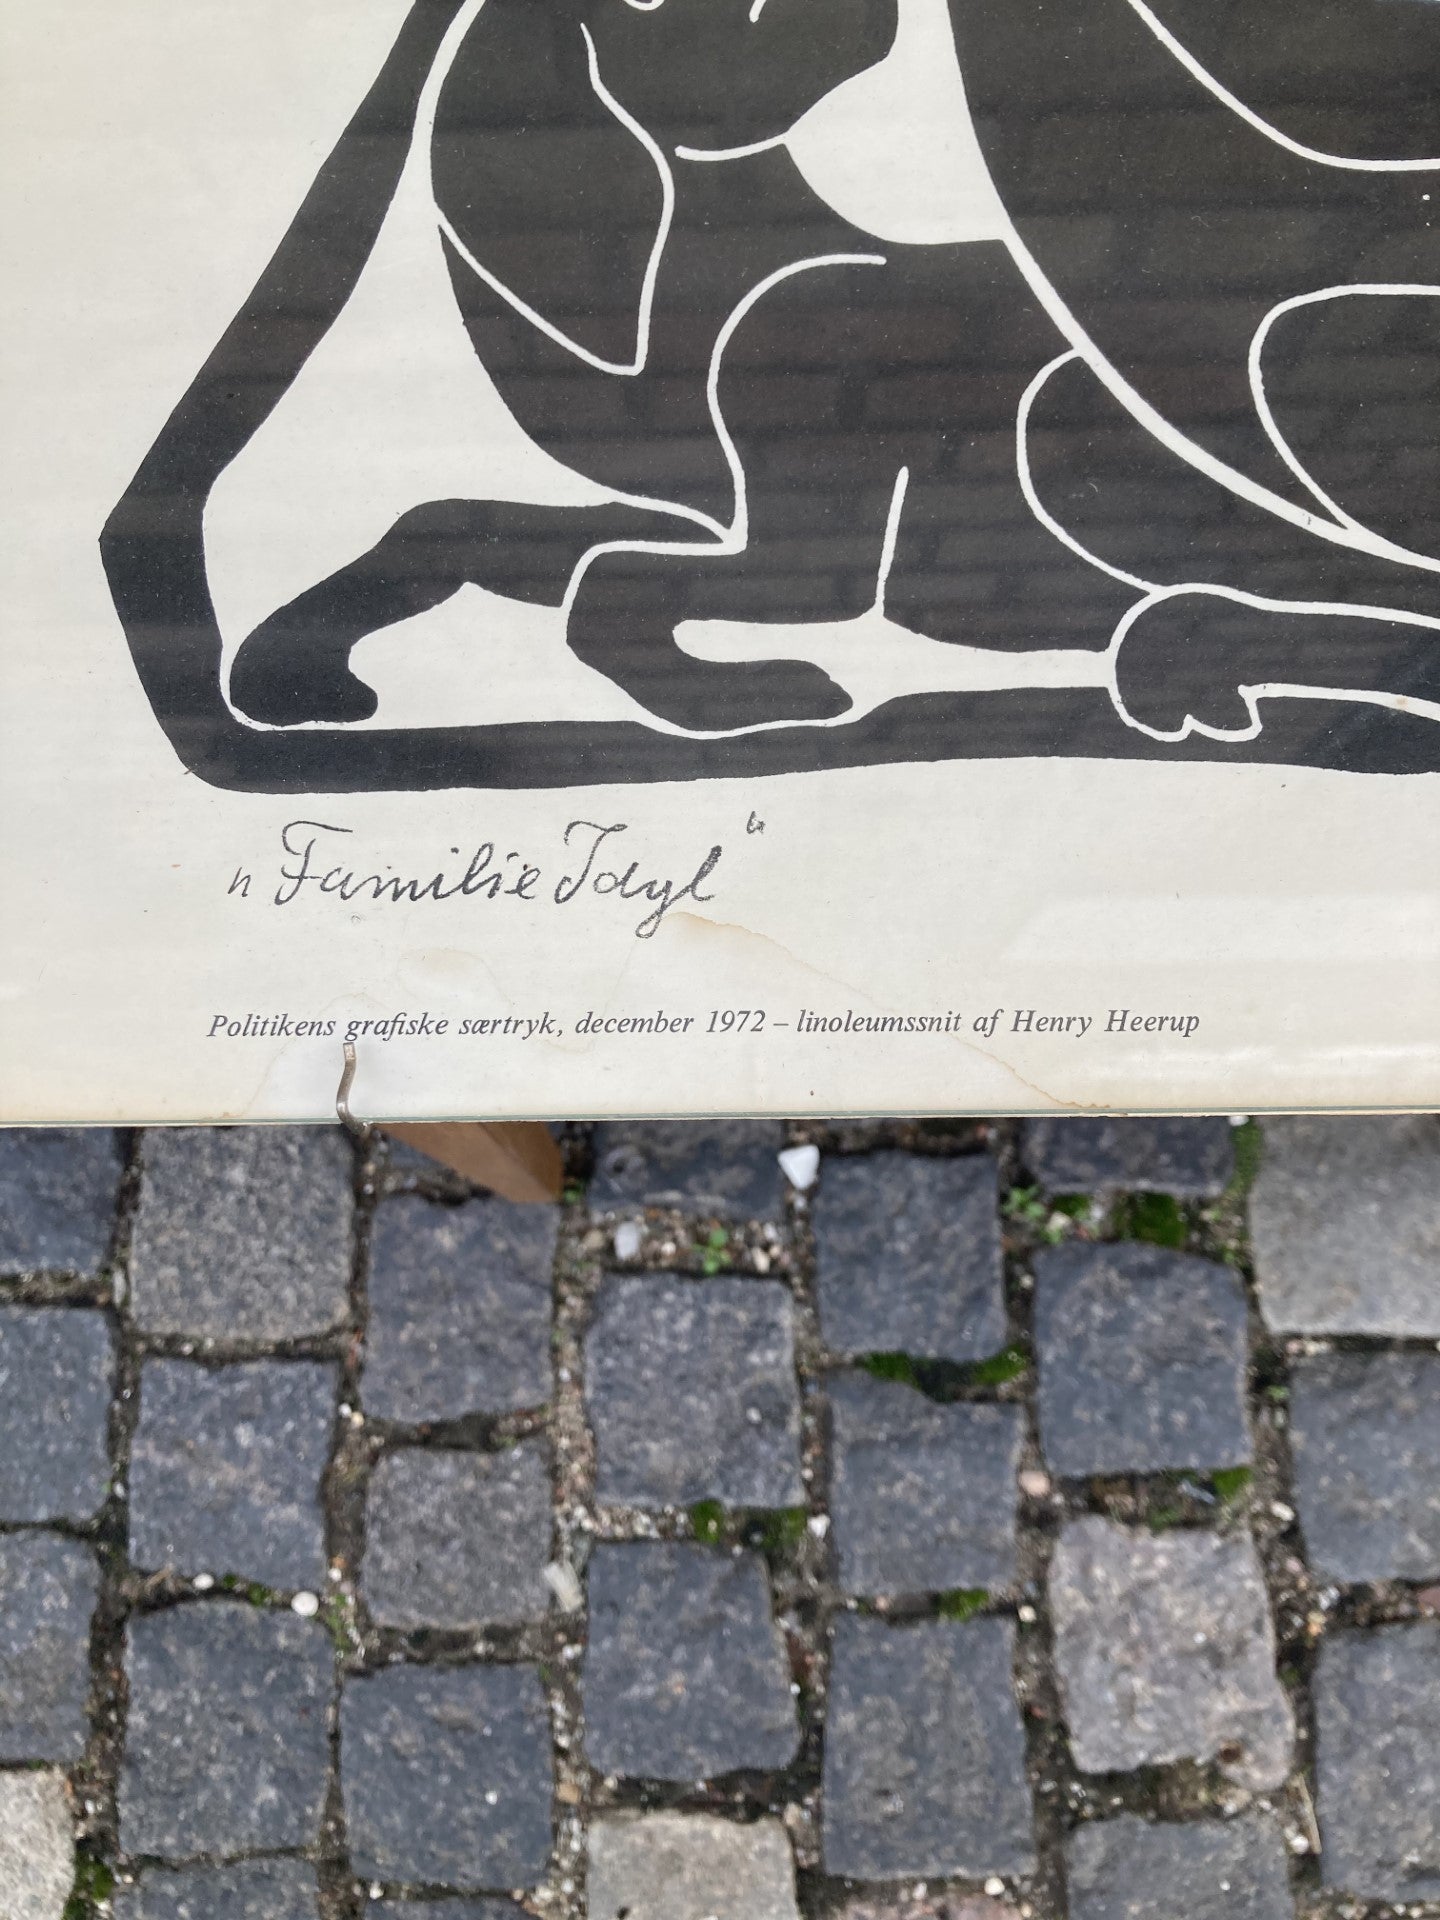 „Familie Idyl“
Politikens grafiske særtryk, december 1972 – linoleumssnit af Henry Heerup